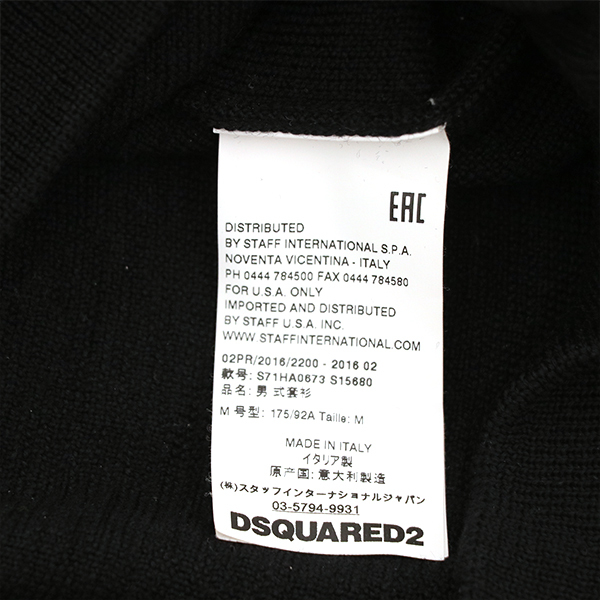 EAC
DISTRIBUTED
BY STAFF INTERNATIONAL S.P.A.
NOVENTA VICENTINA - ITALY
PH 0444 784500 FAX 0444 784580
FOR U.S.A. ONLY
IMPORTED AND DISTRIBUTED
BY STAFF U.S.A. INC.
WWW.STAFFINTERNATIONAL.COM
02PR/2016/2200 - 2016 02
款号: S71HA0673 S15680
品名: 男式套衫
M 号型: 175/92A Taille: M
MADE IN ITALY
イタリア製
原产国: 意大利製造
(株)スタッフインターナショナルジャパン
03-5794-9931
DSQUARED2